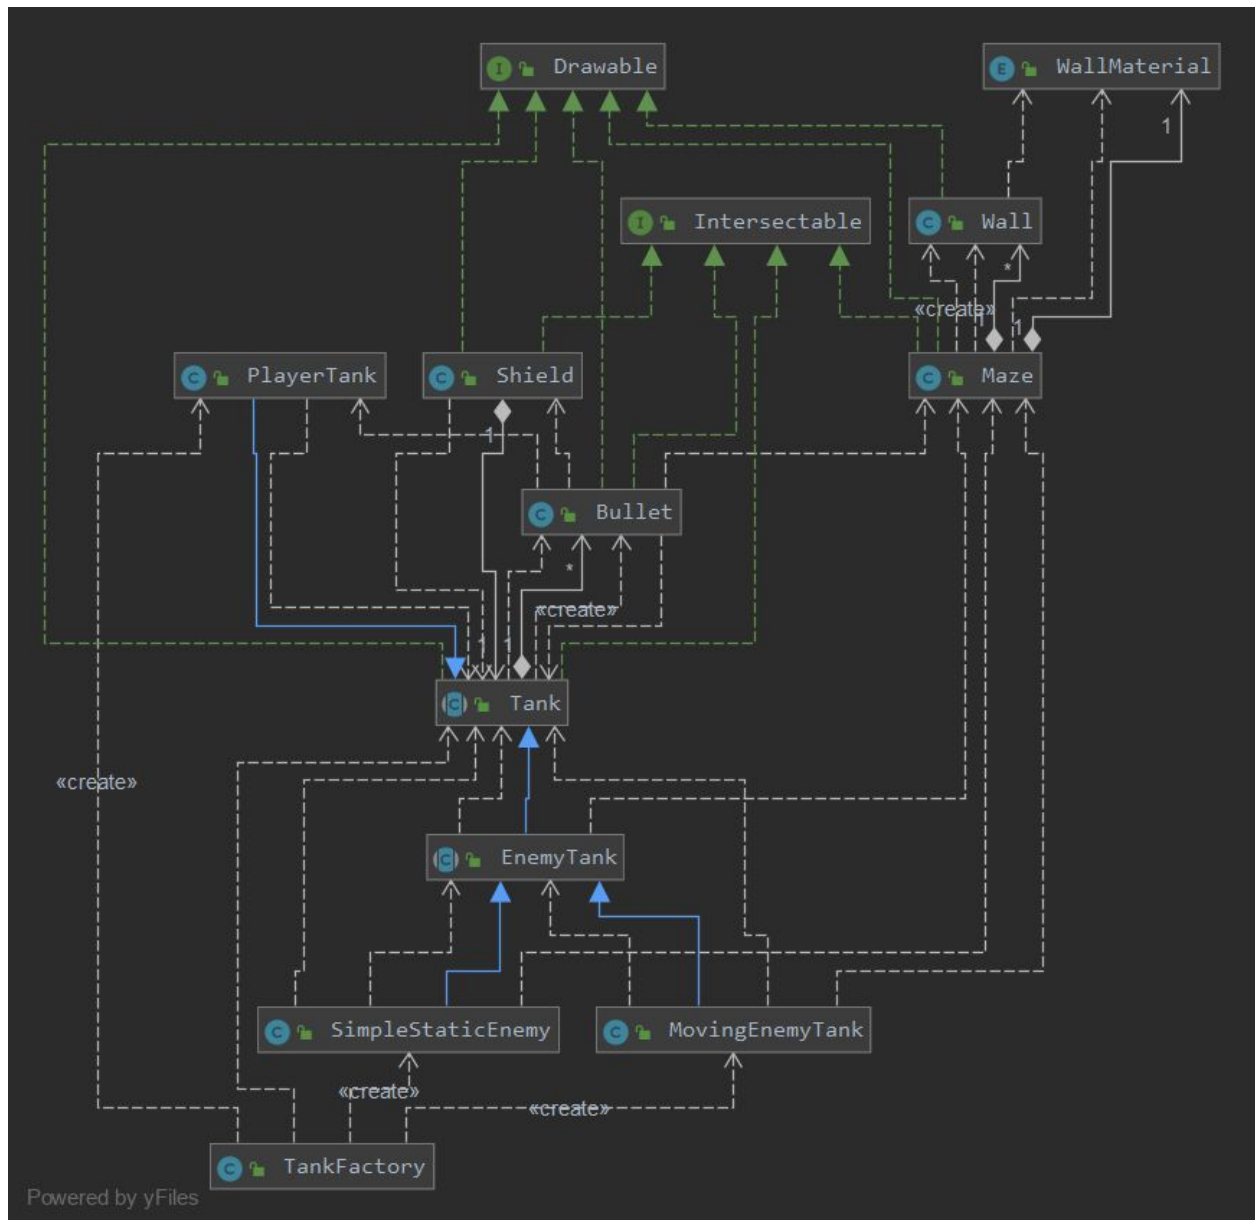 I Drawable
E WallMaterial
1
I Intersectable
C Wall
*
«create»
1
1
C PlayerTank
C Shield
C Maze
1
C Bullet
*
«create»
1
1
C Tank
«create»
C EnemyTank
C SimpleStaticEnemy
C MovingEnemyTank
«create»
«create»
C TankFactory
Powered by yFiles